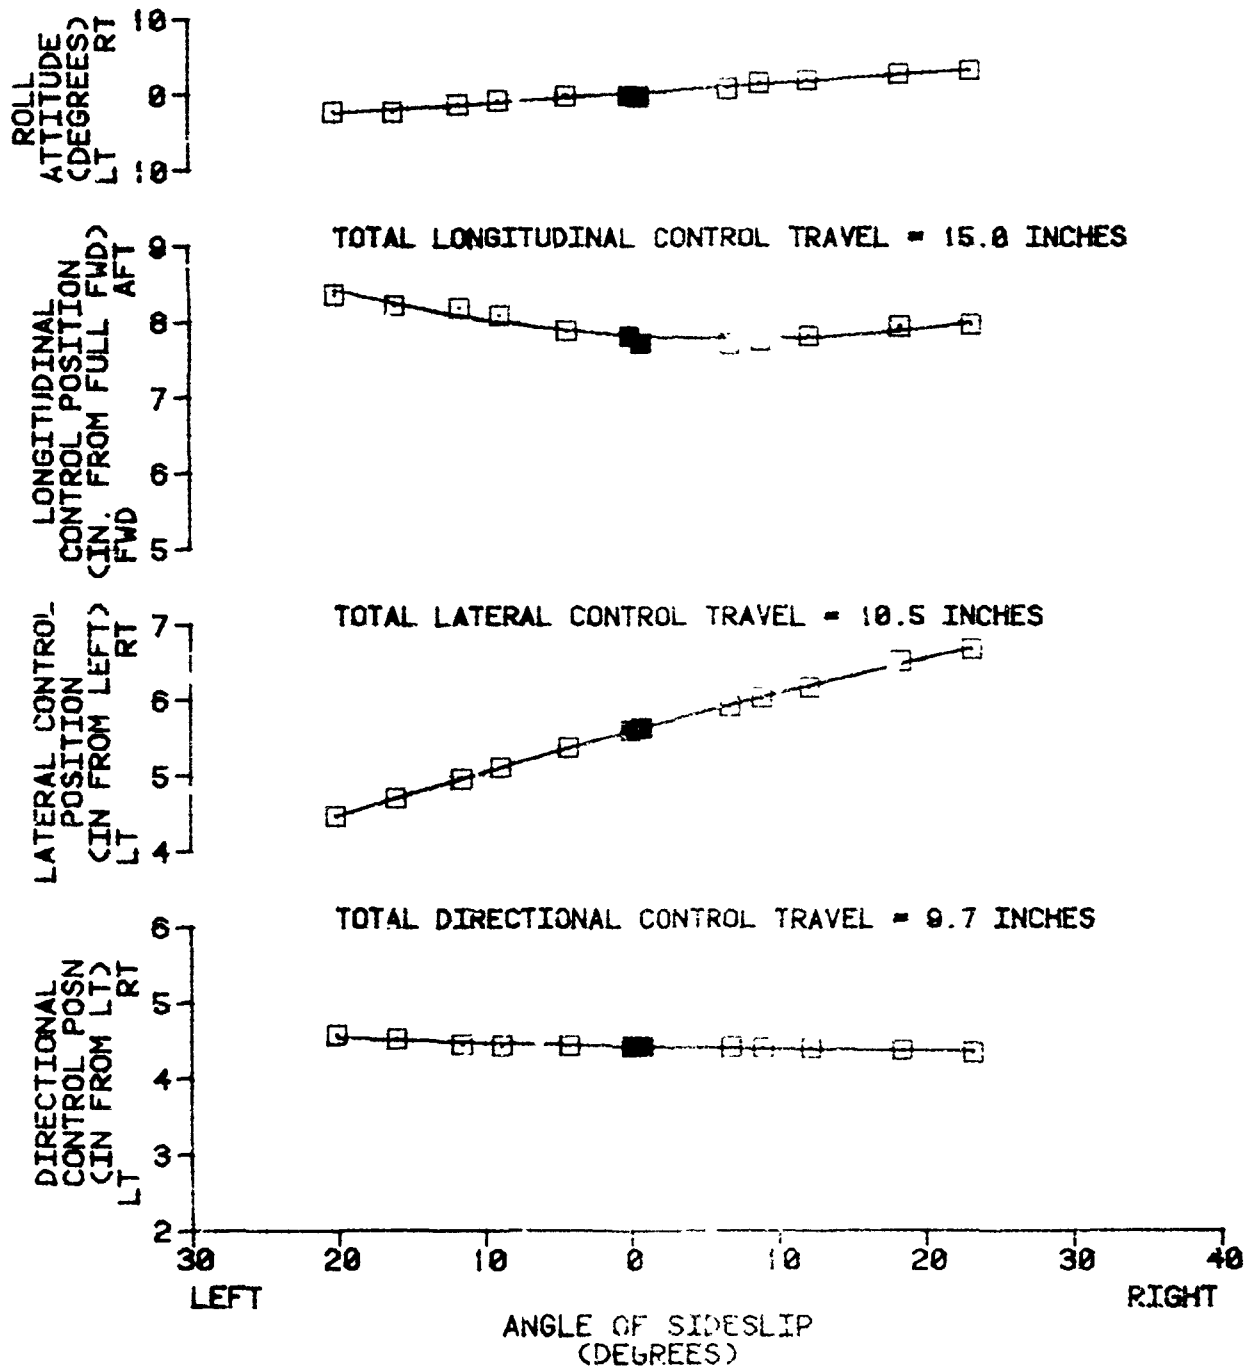 ROLL
ATTITUDE
(DEGREES)
LT RT
10
0
10
TOTAL LONGITUDINAL CONTROL TRAVEL = 15.0 INCHES
LONGITUDINAL
CONTROL POSITION
(IN. FROM FULL FWD)
FWD AFT
9
8
7
6
5
TOTAL LATERAL CONTROL TRAVEL = 10.5 INCHES
LATERAL CONTROL
POSITION
(IN FROM LEFT)
LT RT
7
6
5
4
TOTAL DIRECTIONAL CONTROL TRAVEL = 9.7 INCHES
DIRECTIONAL
CONTROL POSN
(IN FROM LT)
LT RT
6
5
4
3
2
30 20 10 0 10 20 30 40
LEFT RIGHT
ANGLE OF SIDESLIP
(DEGREES)